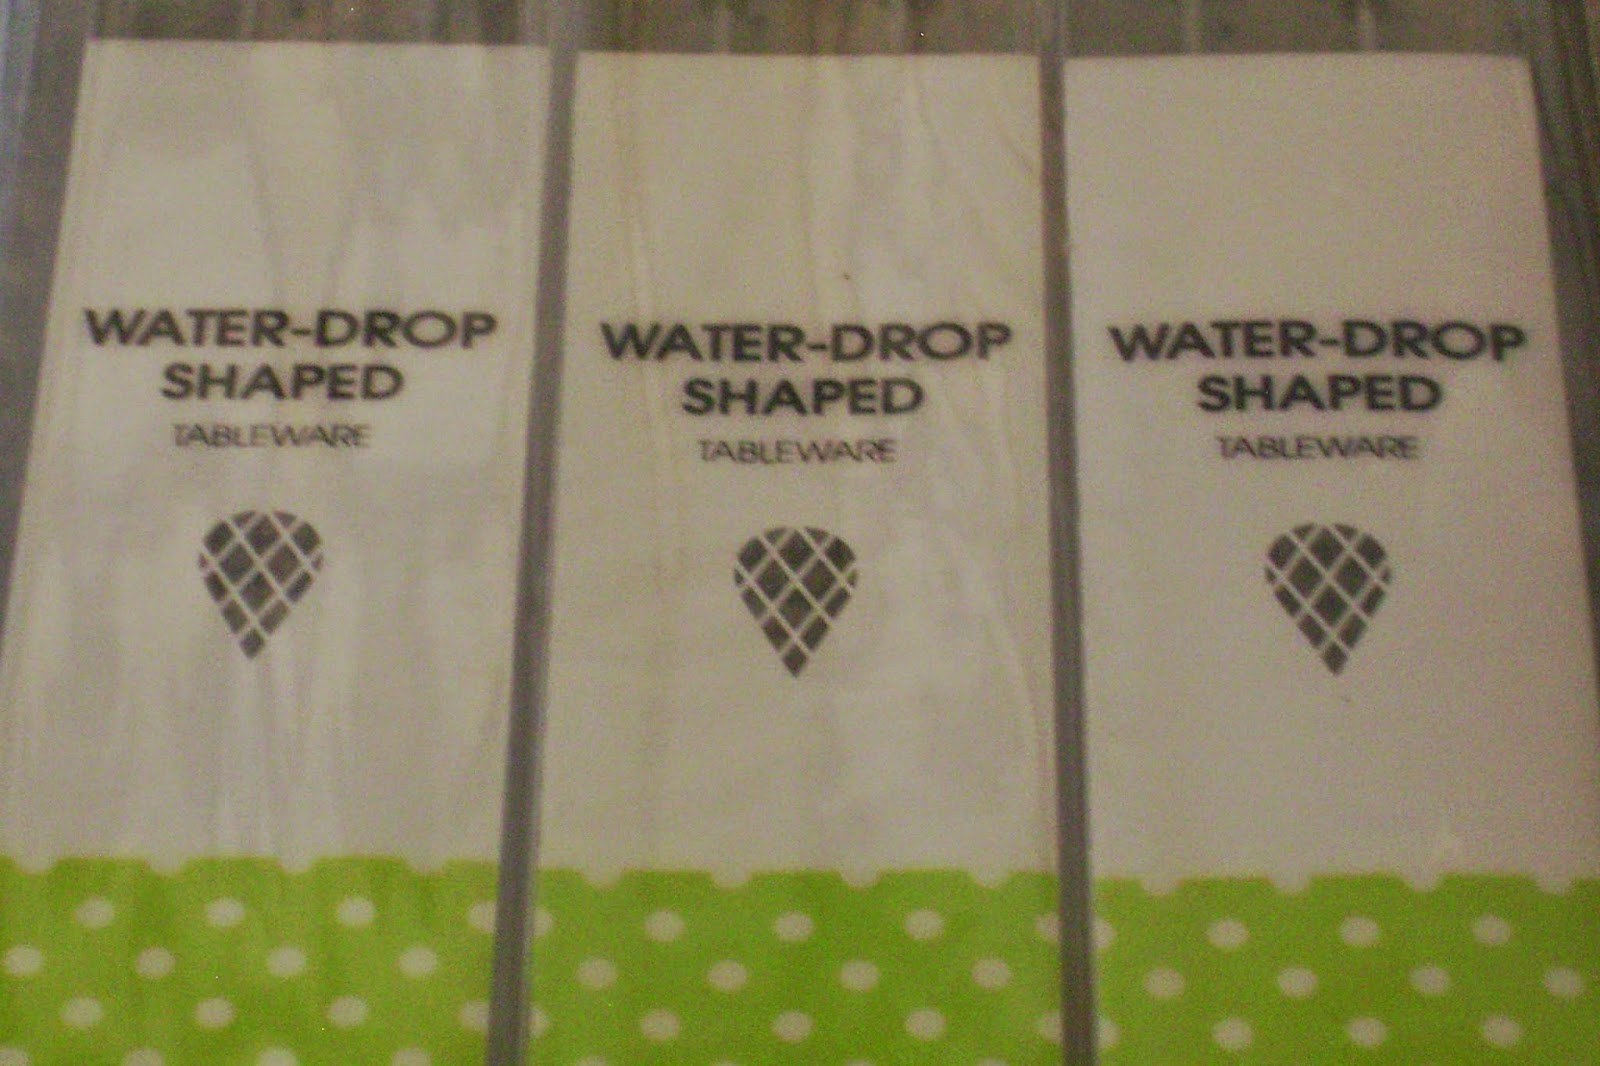 WATER-DROP
SHAPED
TABLEWARE
WATER-DROP
SHAPED
TABLEWARE
WATER-DROP
SHAPED
TABLEWARE